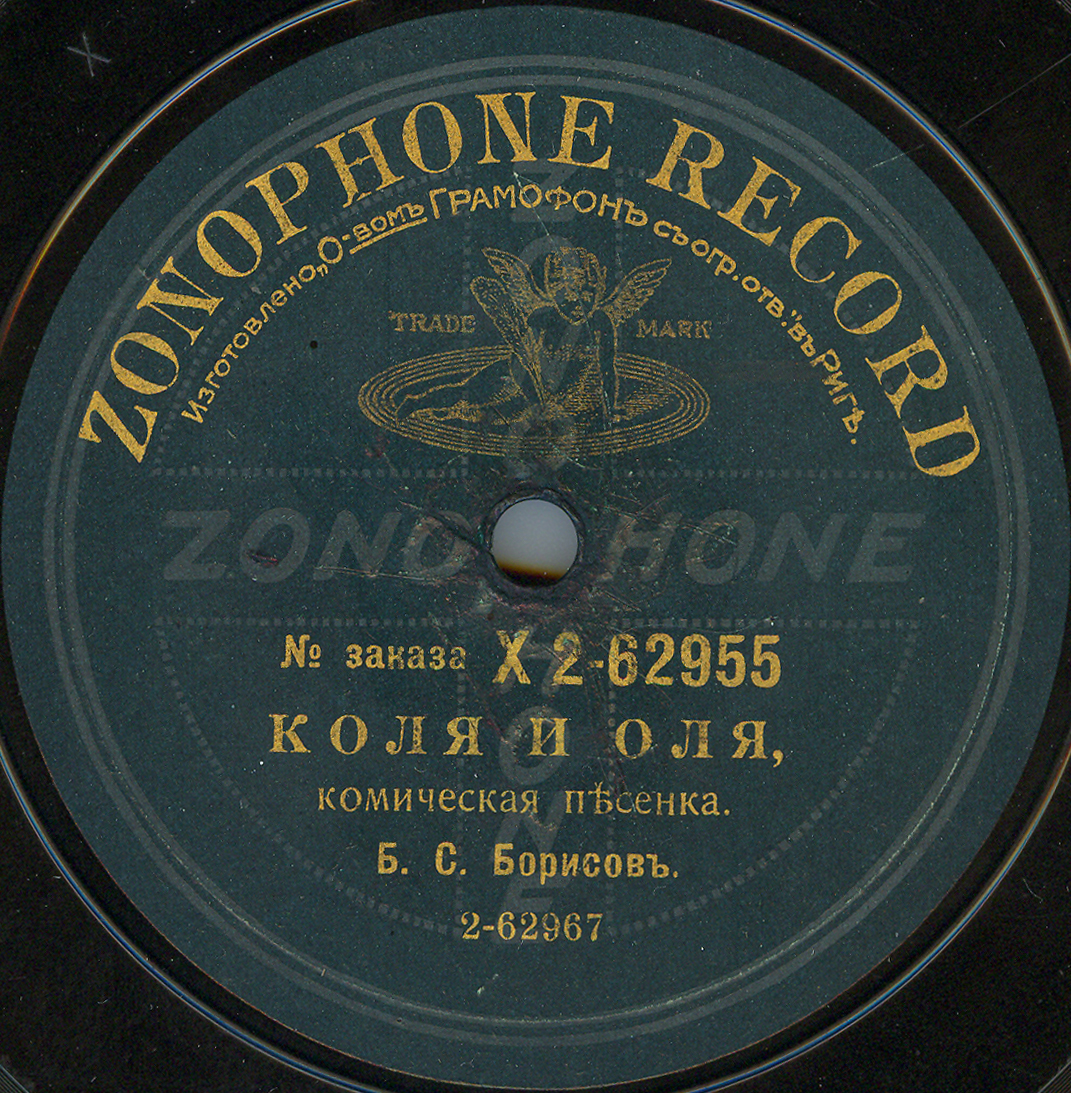 ZONOPHONE RECORD
Изготовлено „О-вомъ ГРАМОФОНЪ съ огр. отв.” въ Ригѣ.
TRADE MARK
ZONOPHONE
ZONOPHONE
№ заказа X 2-62955
КОЛЯ И ОЛЯ,
комическая пѣсенка.
Б. С. Борисовъ.
2-62967